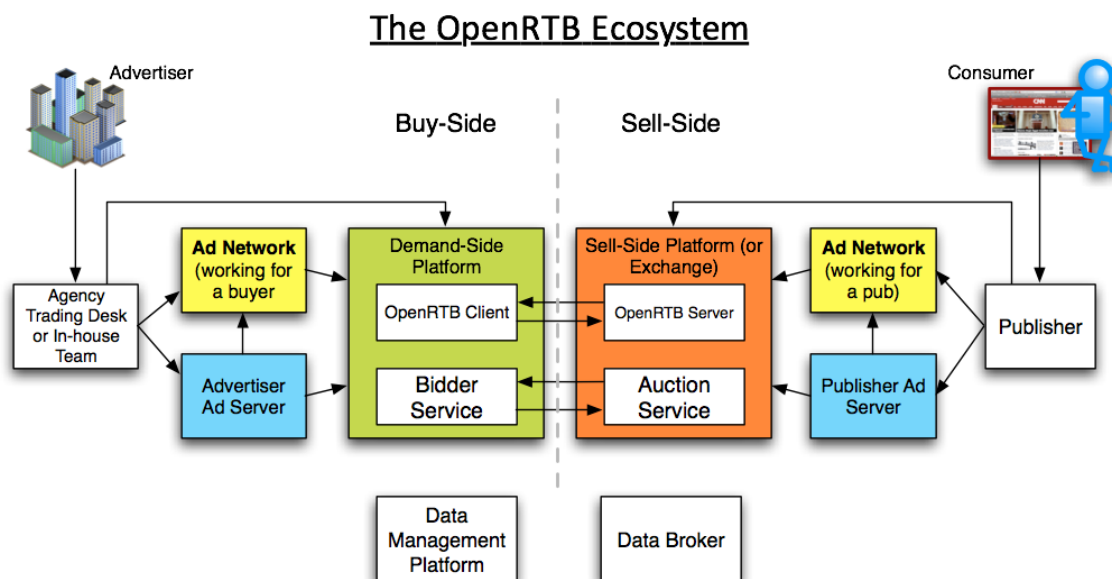 The OpenRTB Ecosystem
Advertiser
Consumer
Buy-Side
Sell-Side
Ad Network
(working for
a buyer
Demand-Side
Platform
Sell-Side Platform (or
Exchange)
Ad Network
(working for
a pub)
Agency
Trading Desk
or In-house
Team
OpenRTB Client
OpenRTB Server
Publisher
Advertiser
Ad Server
Bidder
Service
Auction
Service
Publisher Ad
Server
Data
Management
Platform
Data Broker
CNN